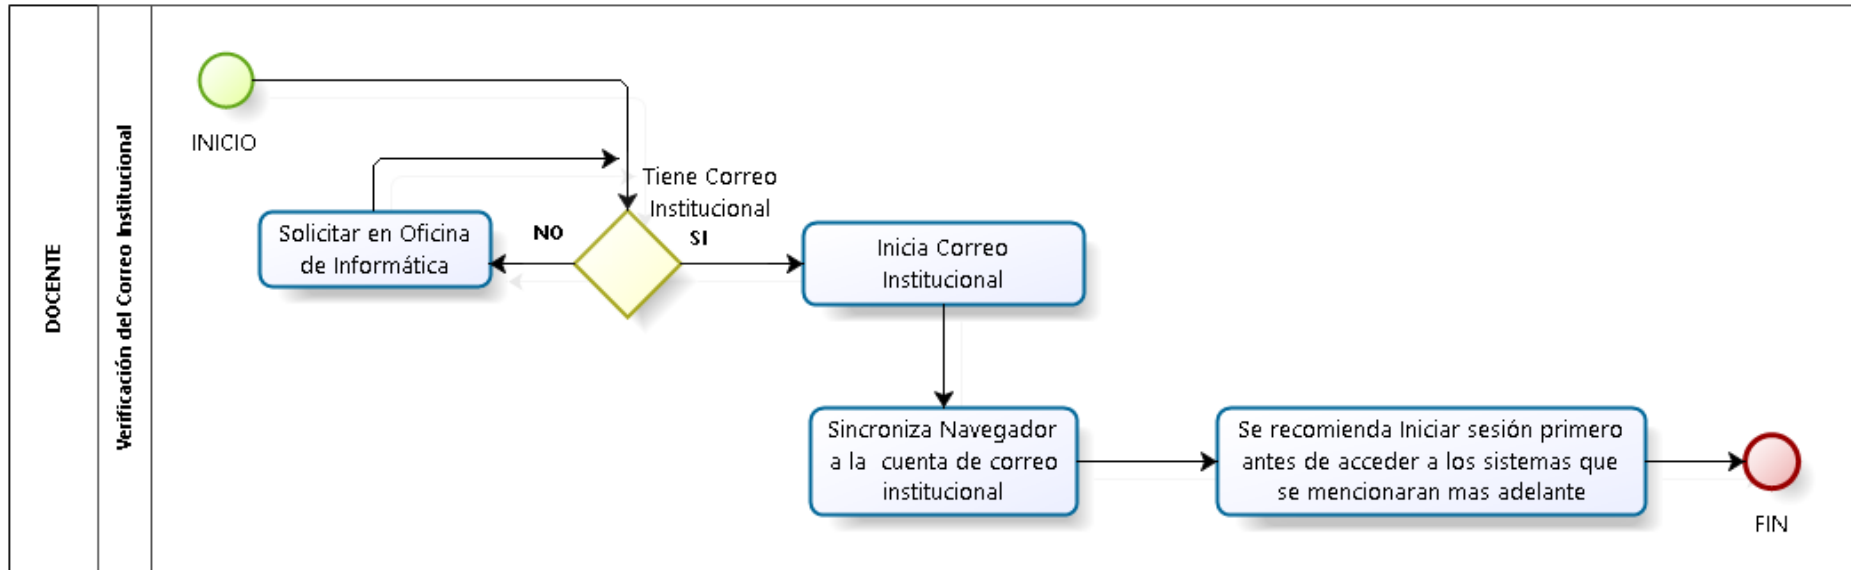 DOCENTE
Verificación del Correo Institucional
INICIO
Tiene Correo
Institucional
NO
SI
Solicitar en Oficina
de Informática
Inicia Correo
Institucional
Sincroniza Navegador
a la cuenta de correo
institucional
Se recomienda Iniciar sesión primero
antes de acceder a los sistemas que
se mencionaran mas adelante
FIN